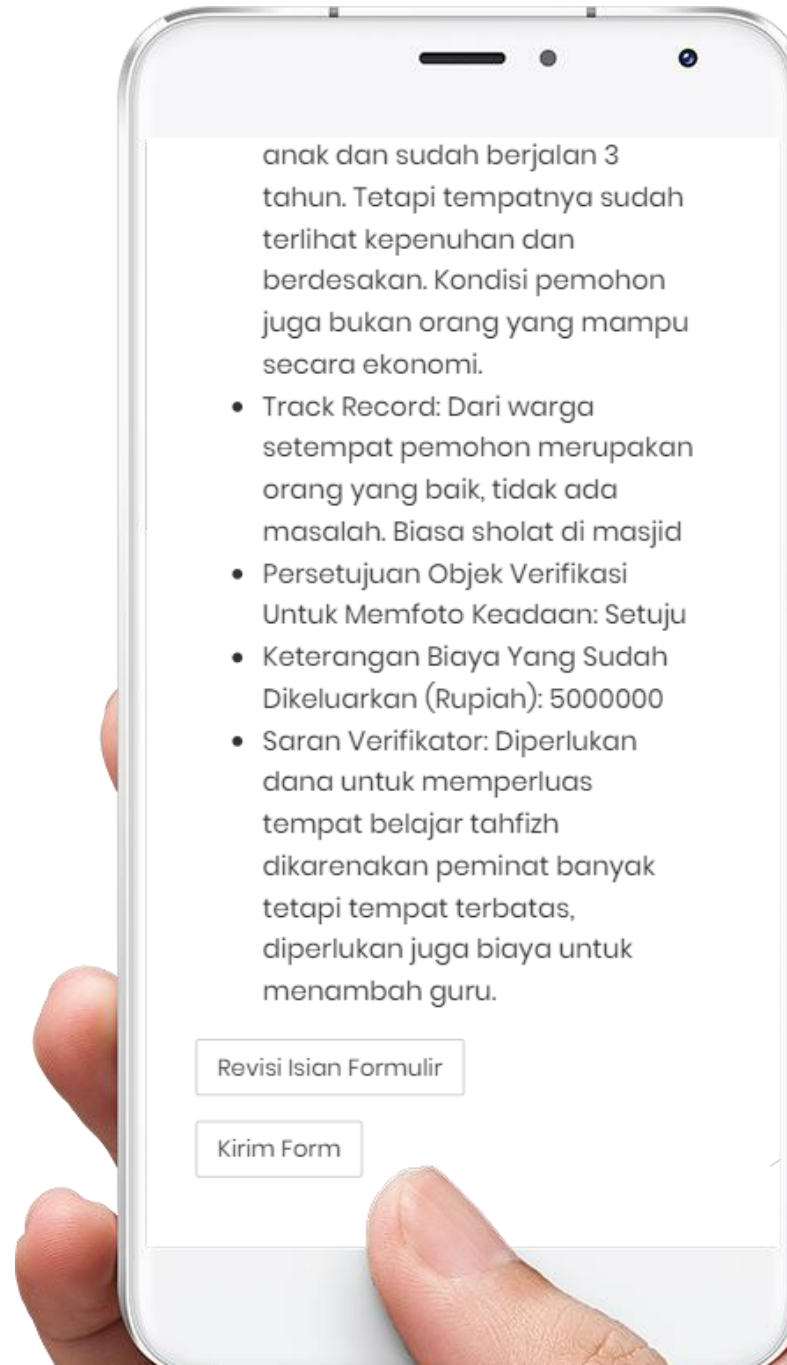 anak dan sudah berjalan 3
tahun. Tetapi tempatnya sudah
terlihat kepenuhan dan
berdesakan. Kondisi pemohon
juga bukan orang yang mampu
secara ekonomi.
• Track Record: Dari warga
setempat pemohon merupakan
orang yang baik, tidak ada
masalah. Biasa sholat di masjid
• Persetujuan Objek Verifikasi
Untuk Memfoto Keadaan: Setuju
• Keterangan Biaya Yang Sudah
Dikeluarkan (Rupiah): 5000000
• Saran Verifikator: Diperlukan
dana untuk memperluas
tempat belajar tahfizh
dikarenakan peminat banyak
tetapi tempat terbatas,
diperlukan juga biaya untuk
menambah guru.
Revisi Isian Formulir
Kirim Form